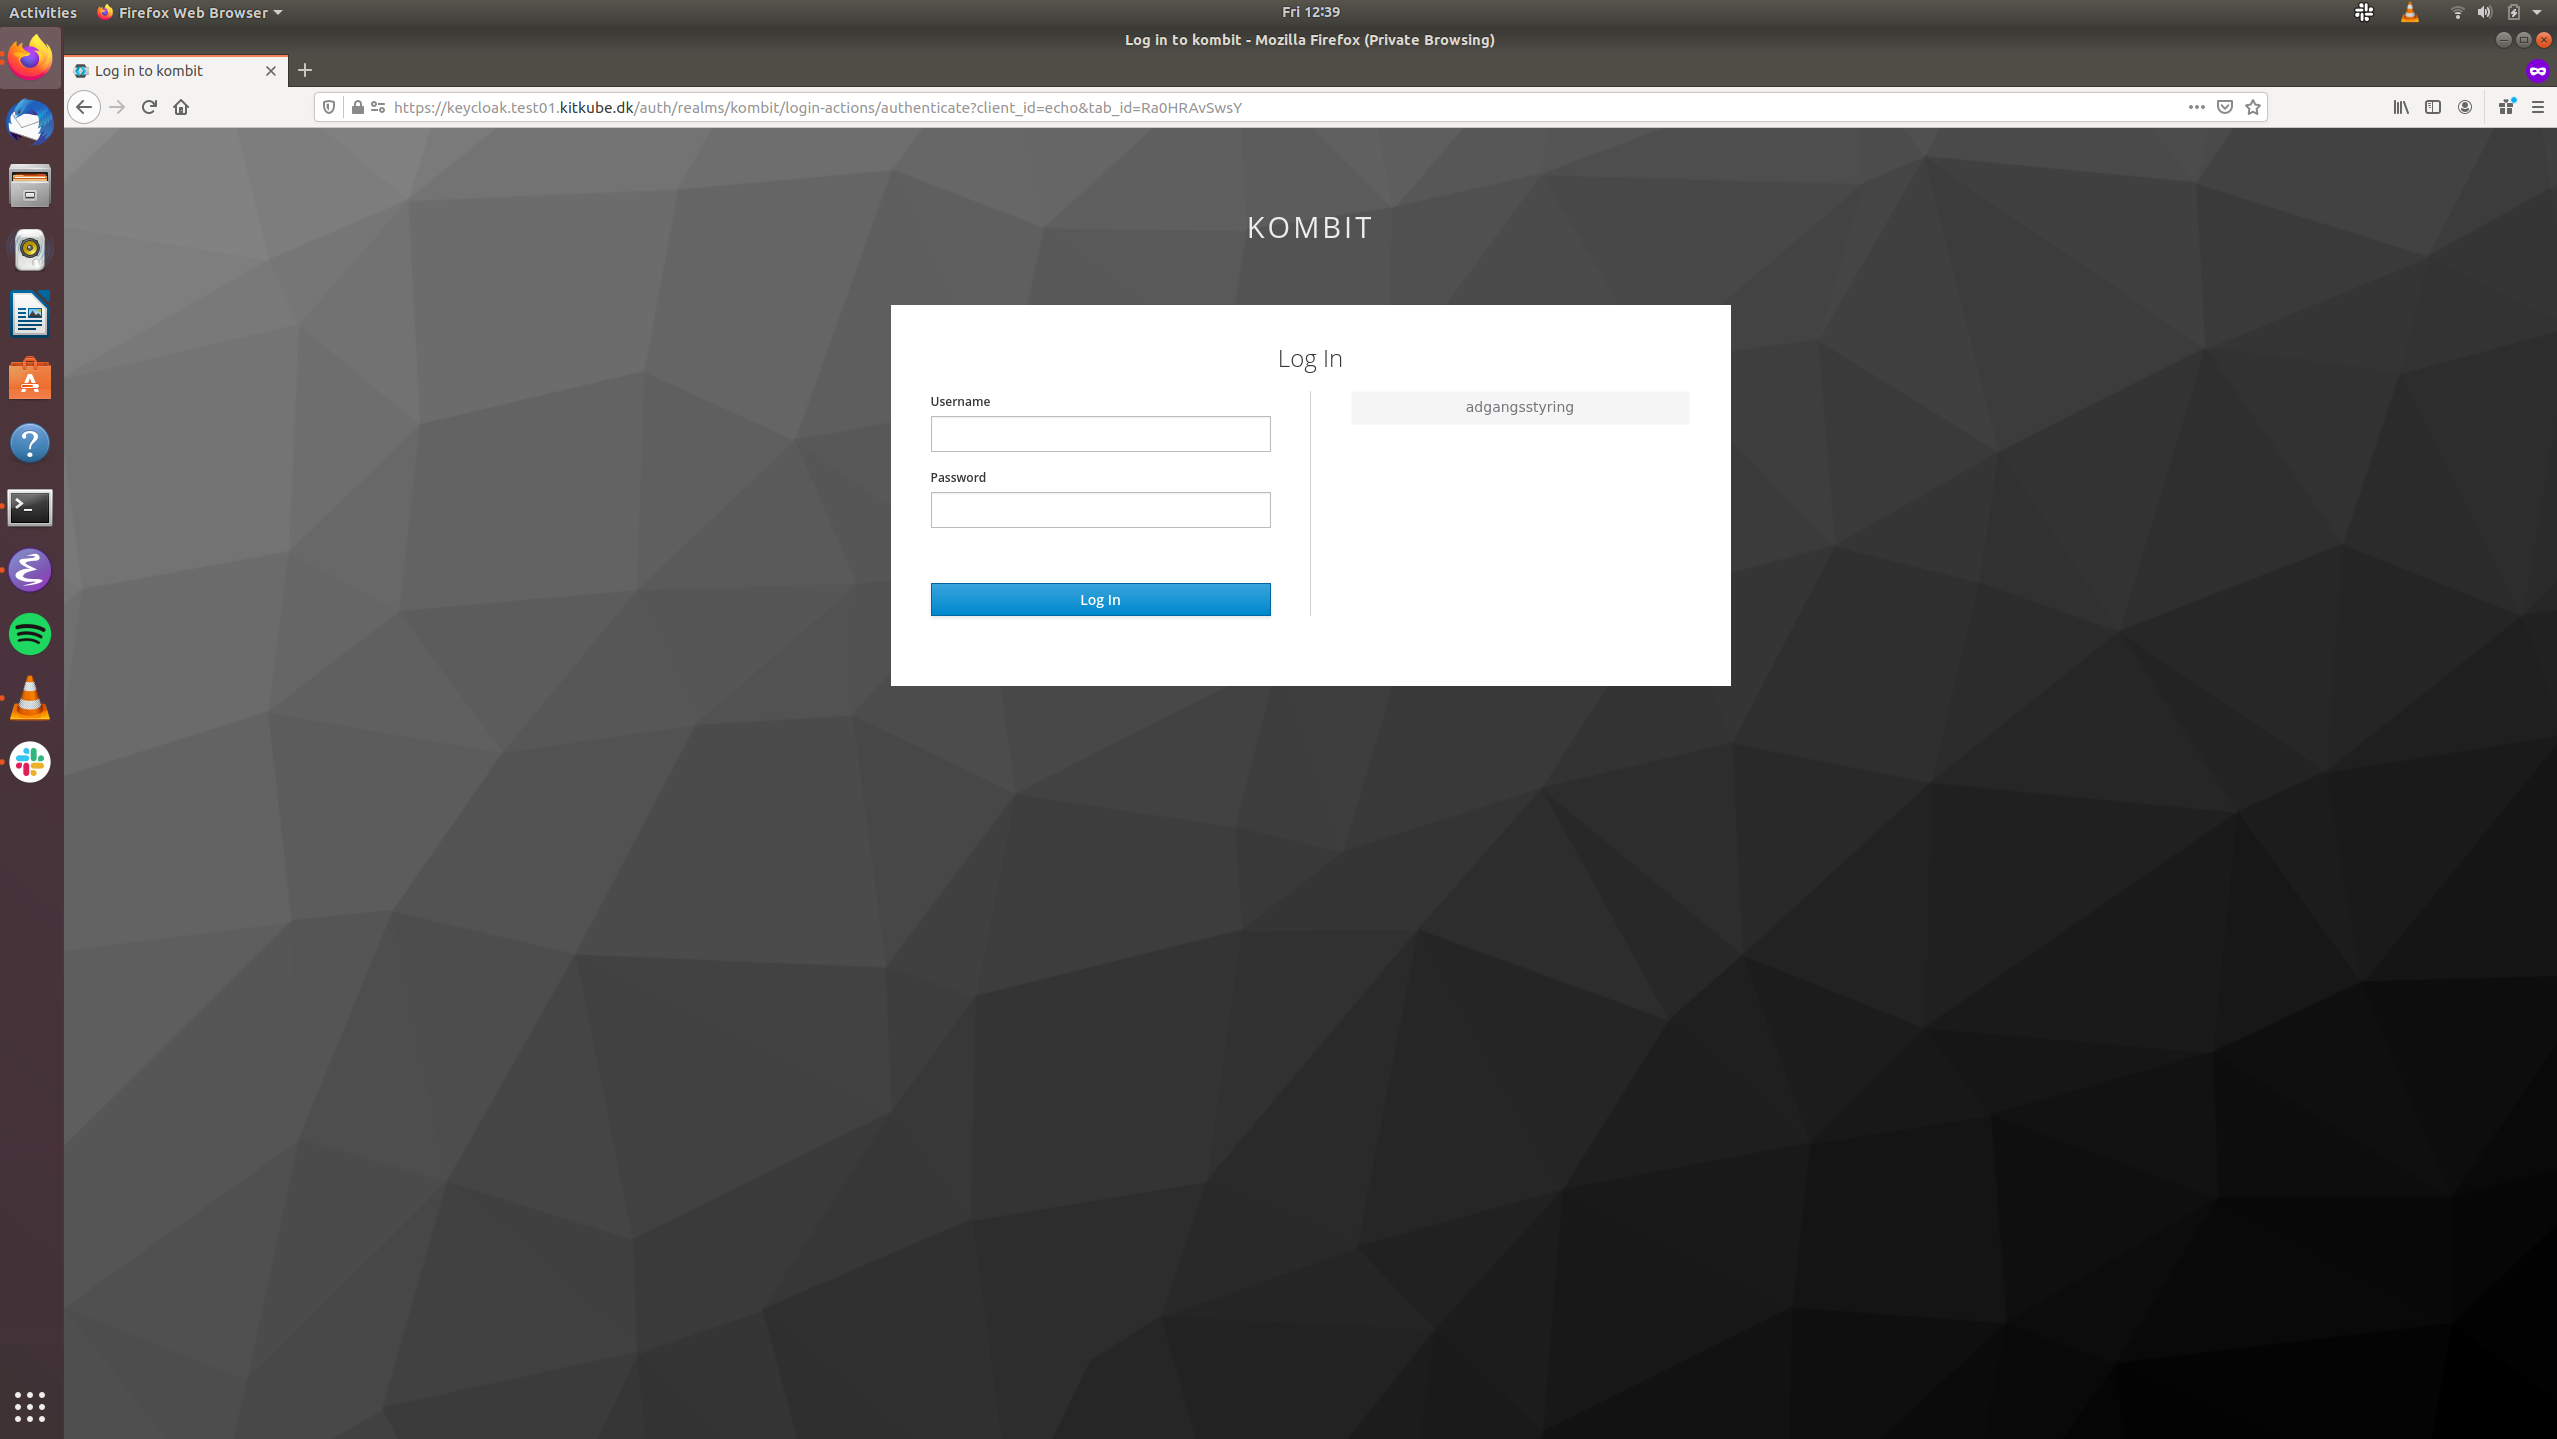 Activities
Firefox Web Browser
Fri 12:39
Log in to kombit - Mozilla Firefox (Private Browsing)
Log in to kombit
https://keycloak.test01.kitkube.dk/auth/realms/kombit/login-actions/authenticate?client_id=echo&tab_id=Ra0HRAvSwsY
KOMBIT
Log In
Username
adgangsstyring
Password
Log In